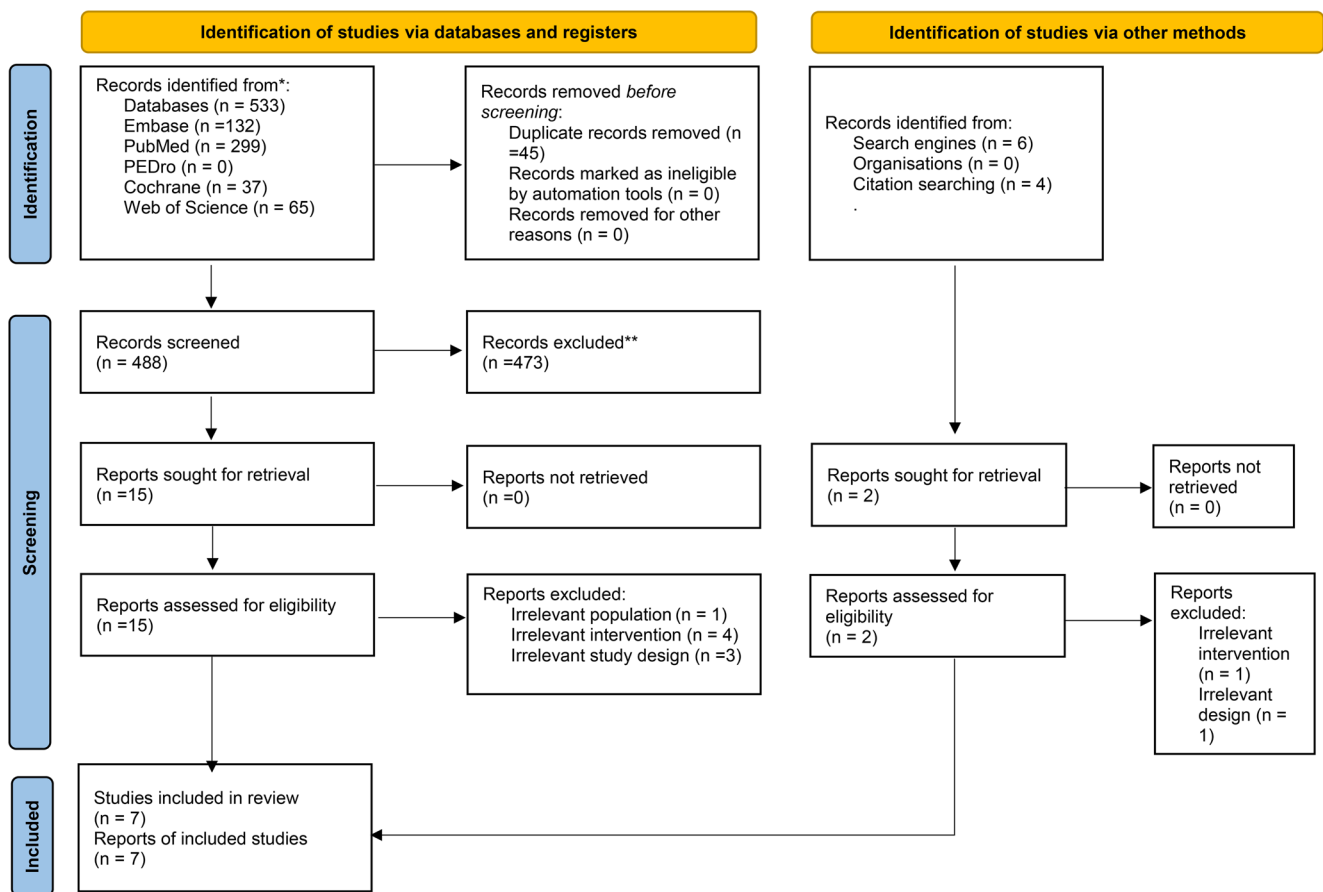 Identification of studies via databases and registers
Identification of studies via other methods
Identification
Records identified from*:
Databases (n = 533)
Embase (n =132)
PubMed (n = 299)
PEDro (n = 0)
Cochrane (n = 37)
Web of Science (n = 65)
Records removed before
screening:
Duplicate records removed (n
=45)
Records marked as ineligible
by automation tools (n = 0)
Records removed for other
reasons (n = 0)
Records identified from:
Search engines (n = 6)
Organisations (n = 0)
Citation searching (n = 4)
.
Screening
Records screened
(n = 488)
Records excluded**
(n =473)
Reports sought for retrieval
(n =15)
Reports not retrieved
(n =0)
Reports sought for retrieval
(n = 2)
Reports not
retrieved
(n = 0)
Reports assessed for eligibility
(n =15)
Reports excluded:
Irrelevant population (n = 1)
Irrelevant intervention (n = 4)
Irrelevant study design (n =3)
Reports assessed for
eligibility
(n = 2)
Reports
excluded:
Irrelevant
intervention
(n = 1)
Irrelevant
design (n =
1)
Included
Studies included in review
(n = 7)
Reports of included studies
(n = 7)